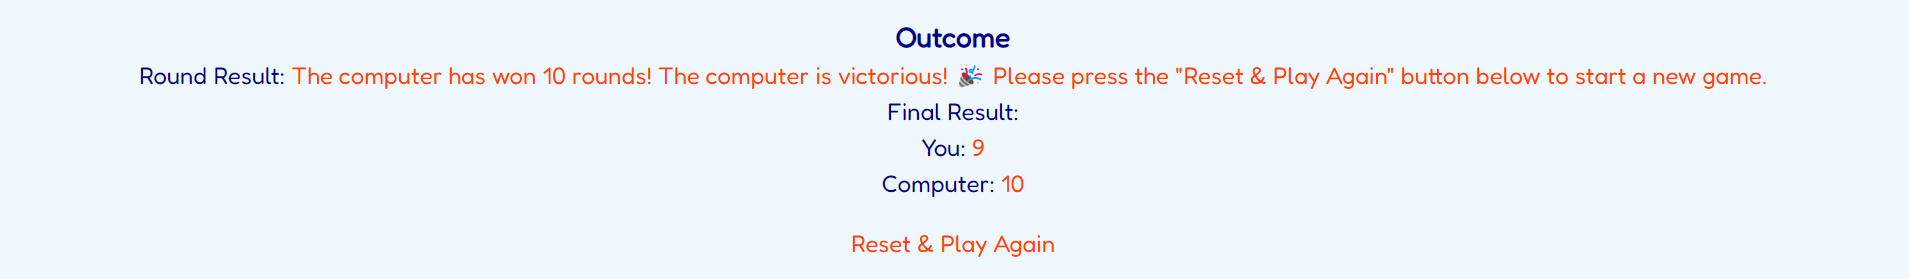 Outcome
Round Result: The computer has won 10 rounds! The computer is victorious! 🎉 Please press the "Reset & Play Again" button below to start a new game.
Final Result:
You: 9
Computer: 10
Reset & Play Again